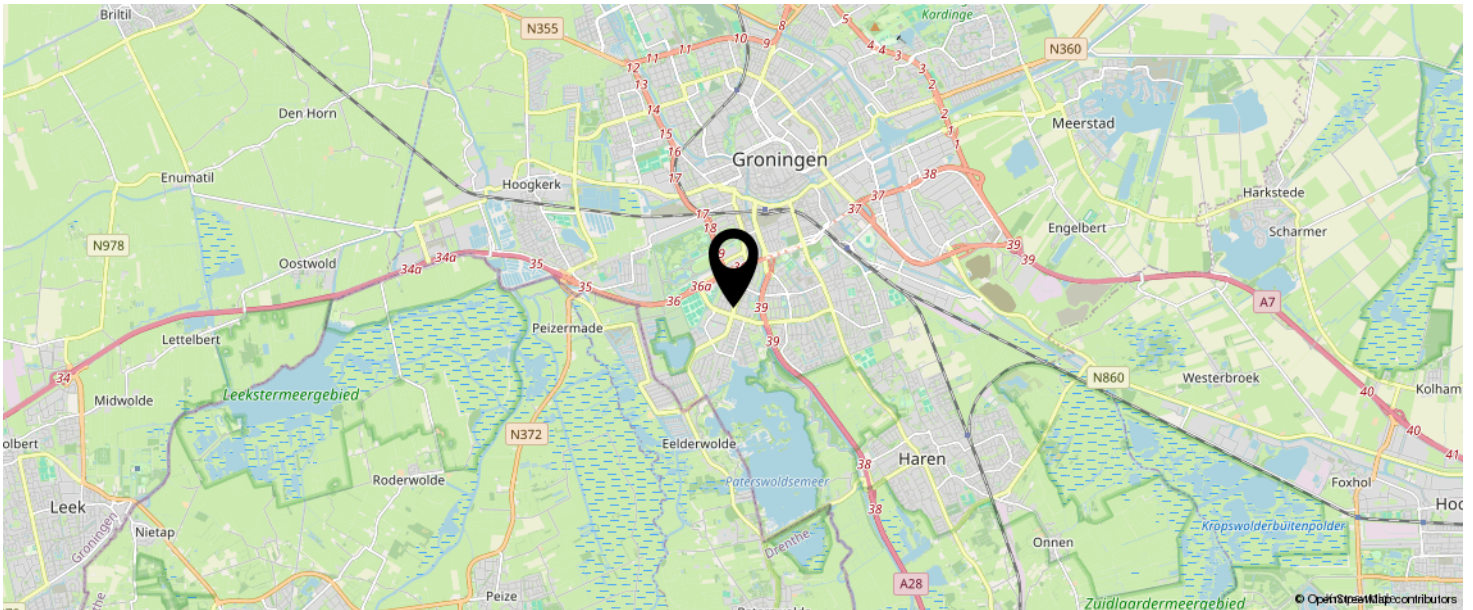 Briltil
N355
8
5
Kardinge
10
9
11
11
4
4
3
N360
12
3
13
2
14
2
Den Horn
Meerstad
15
1
16
1
Groningen
17
38
Enumatil
Hoogkerk
37
Harkstede
17
37
18
Engelbert
Scharmer
N978
39
34a
34a
39
Oostwold
35
35
36a
36
39
A7
Peizermade
Lettelbert
39
34
N860
Westerbroek
40
Kolham
Leekstermeergebied
Midwolde
N372
40
olbert
Eelderwolde
Haren
41
38
Roderwolde
Paterswoldsemeer
Foxhol
Leek
38
Hoo
Nietap
Groningen
Kropswolderbuitenpolder
Drenthe
Onnen
A28
Peize
Zuidlaardermeergebied
© OpenStreetMap contributors